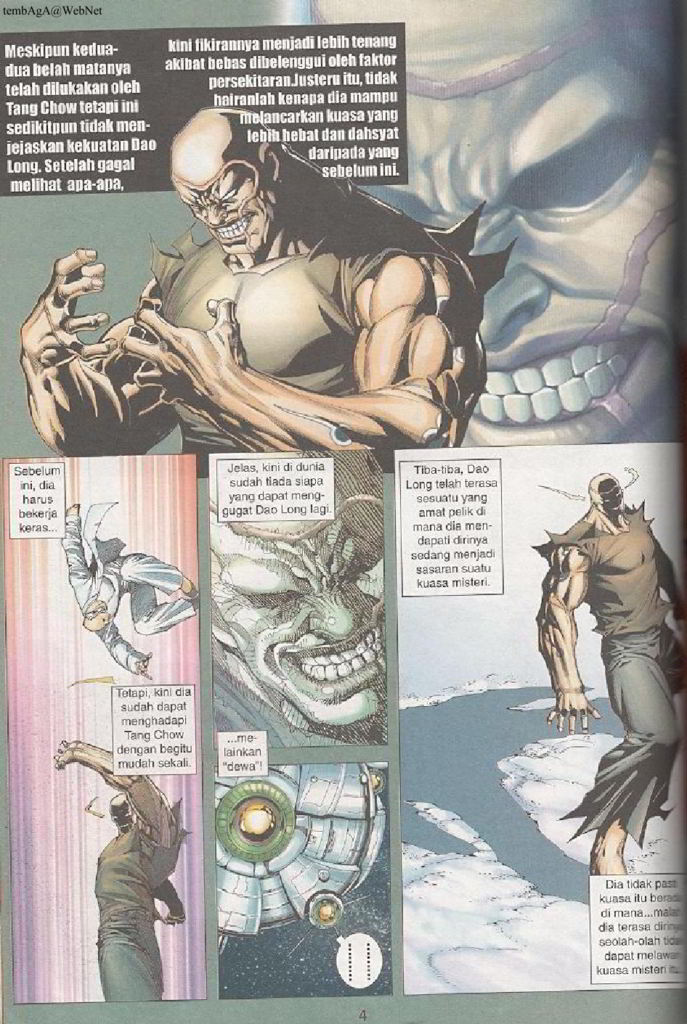 tembAgA@WebNet
Meskipun kedua-
dua belah matanya
telah dilukakan oleh
Tang Chow tetapi ini
sedikitpun tidak men-
jejaskan kekuatan Dao
Long. Setelah gagal
melihat apa-apa,
kini fikirannya menjadi lebih tenang
akibat bebas dibelenggui oleh faktor
persekitaran.Justeru itu, tidak
hairanlah kenapa dia mampu
melancarkan kuasa yang
lebih hebat dan dahsyat
daripada yang
sebelum ini.
Sebelum
ini, dia
harus
bekerja
keras...
Tetapi, kini dia
sudah dapat
menghadapi
Tang Chow
dengan begitu
mudah sekali.
Jelas, kini di dunia
sudah tiada siapa
yang dapat meng-
gugat Dao Long lagi.
...me-
lainkan
"dewa"!
Tiba-tiba, Dao
Long telah terasa
sesuatu yang
amat pelik di
mana dia men-
dapati dirinya
sedang menjadi
sasaran suatu
kuasa misteri.
Dia tidak pasti
kuasa itu berada
di mana...malah
dia terasa dirinya
seolah-olah tidak
dapat melawan
kuasa misteri
4